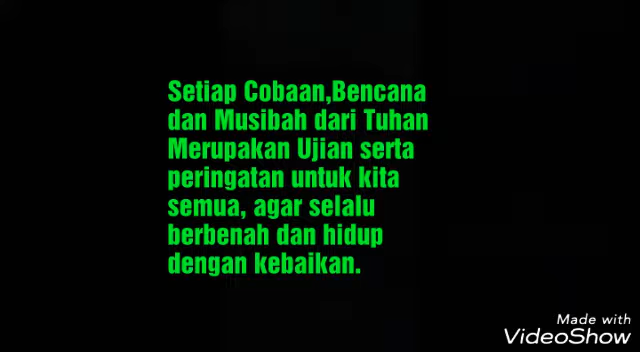 Setiap Cobaan,Bencana
dan Musibah dari Tuhan
Merupakan Ujian serta
peringatan untuk kita
semua, agar selalu
berbenah dan hidup
dengan kebaikan.
Made with
VideoShow